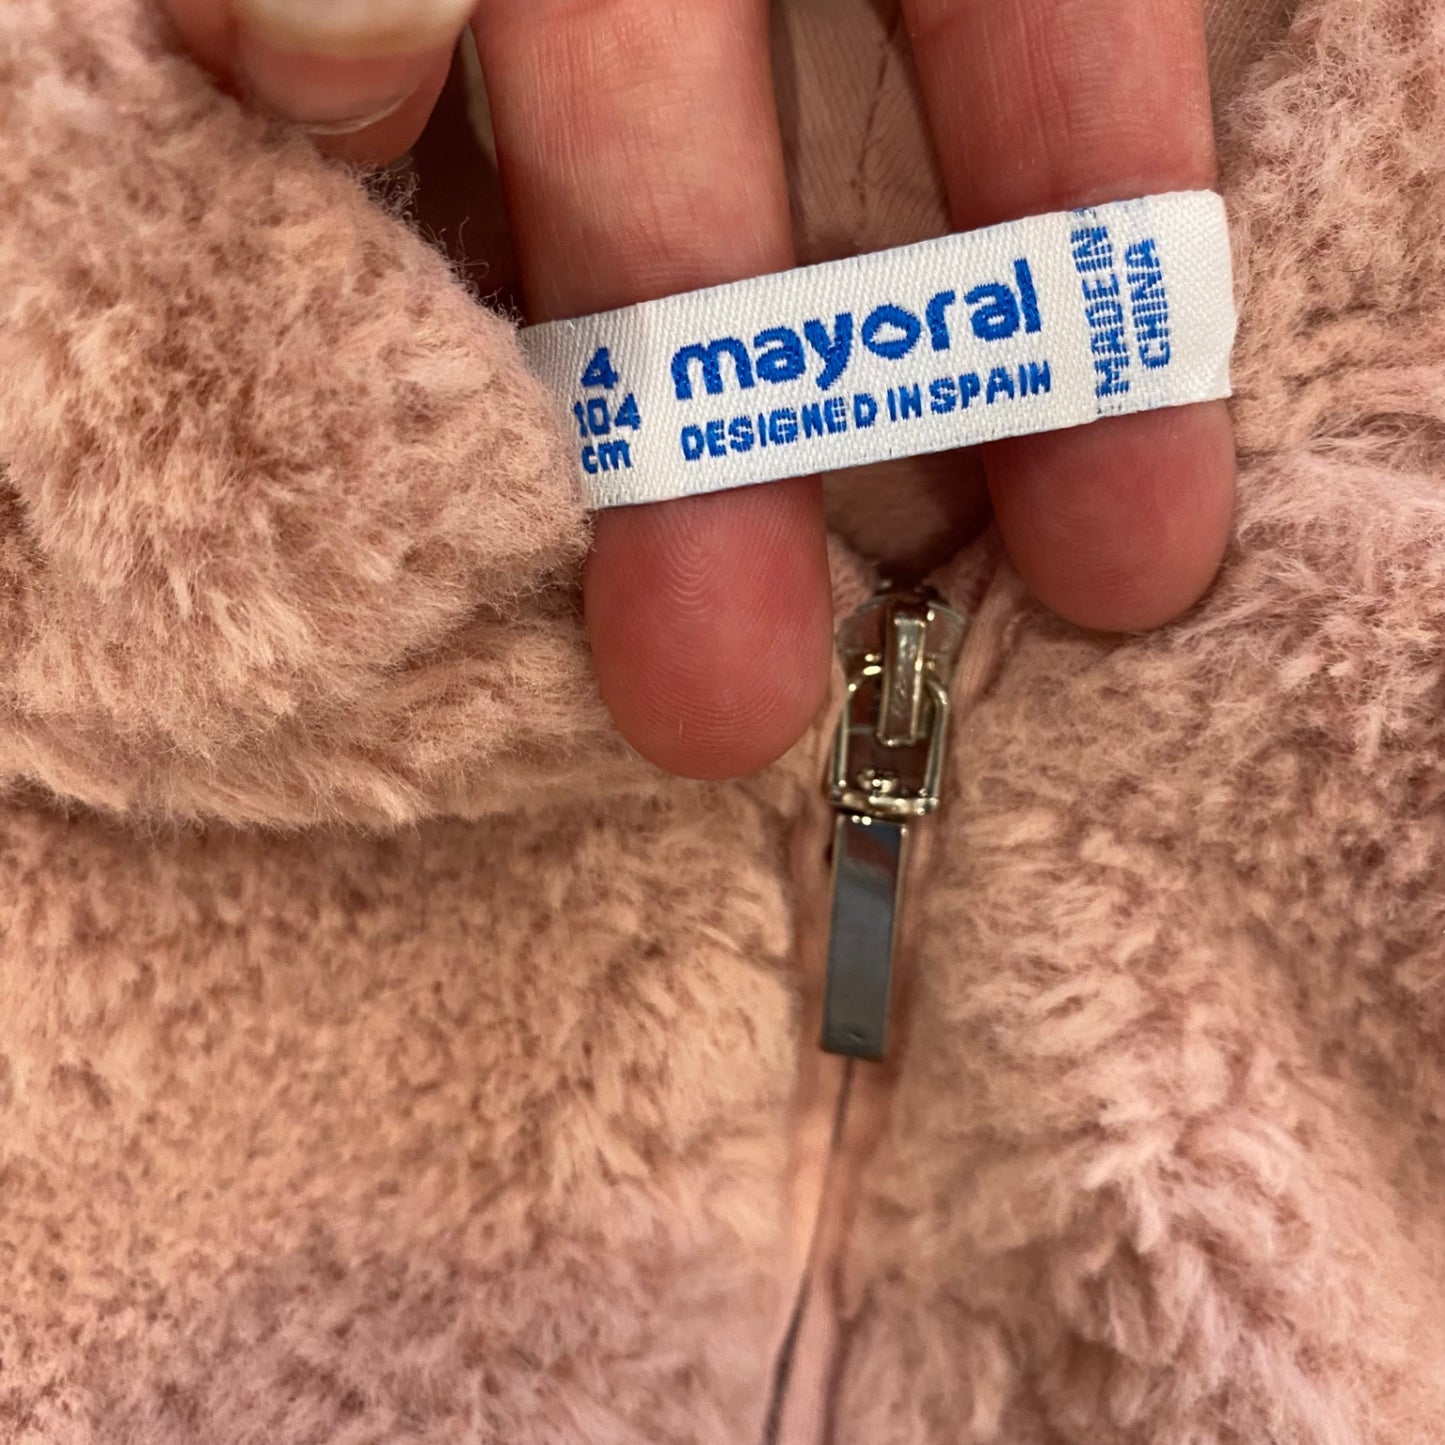 4
104
cm
mayoral
DESIGNED IN SPAIN
MADE IN
CHINA